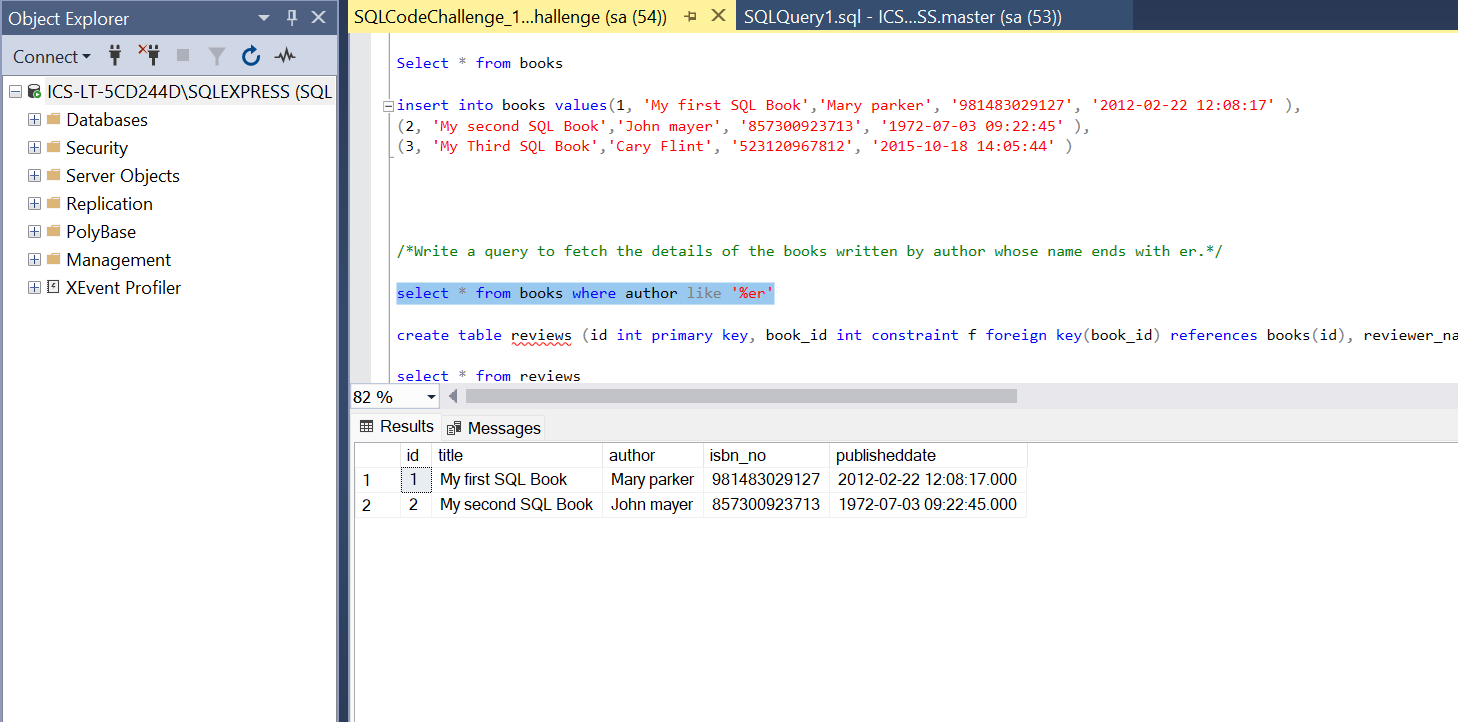 Object Explorer
Connect
ICS-LT-5CD244D\SQLEXPRESS (SQL
Databases
Security
Server Objects
Replication
PolyBase
Management
XEvent Profiler
SQLCodeChallenge_1...hallenge (sa (54))
SQLQuery1.sql - ICS...SS.master (sa (53))
Select * from books
insert into books values(1, 'My first SQL Book','Mary parker', '981483029127', '2012-02-22 12:08:17' ),
(2, 'My second SQL Book','John mayer', '857300923713', '1972-07-03 09:22:45' ),
(3, 'My Third SQL Book','Cary Flint', '523120967812', '2015-10-18 14:05:44' )
/*Write a query to fetch the details of the books written by author whose name ends with er.*/
select * from books where author like '%er'
create table reviews (id int primary key, book_id int constraint f foreign key(book_id) references books(id), reviewer_na
select * from reviews
82 %
Results Messages
id title author isbn_no publisheddate
1 1 My first SQL Book Mary parker 981483029127 2012-02-22 12:08:17.000
2 2 My second SQL Book John mayer 857300923713 1972-07-03 09:22:45.000